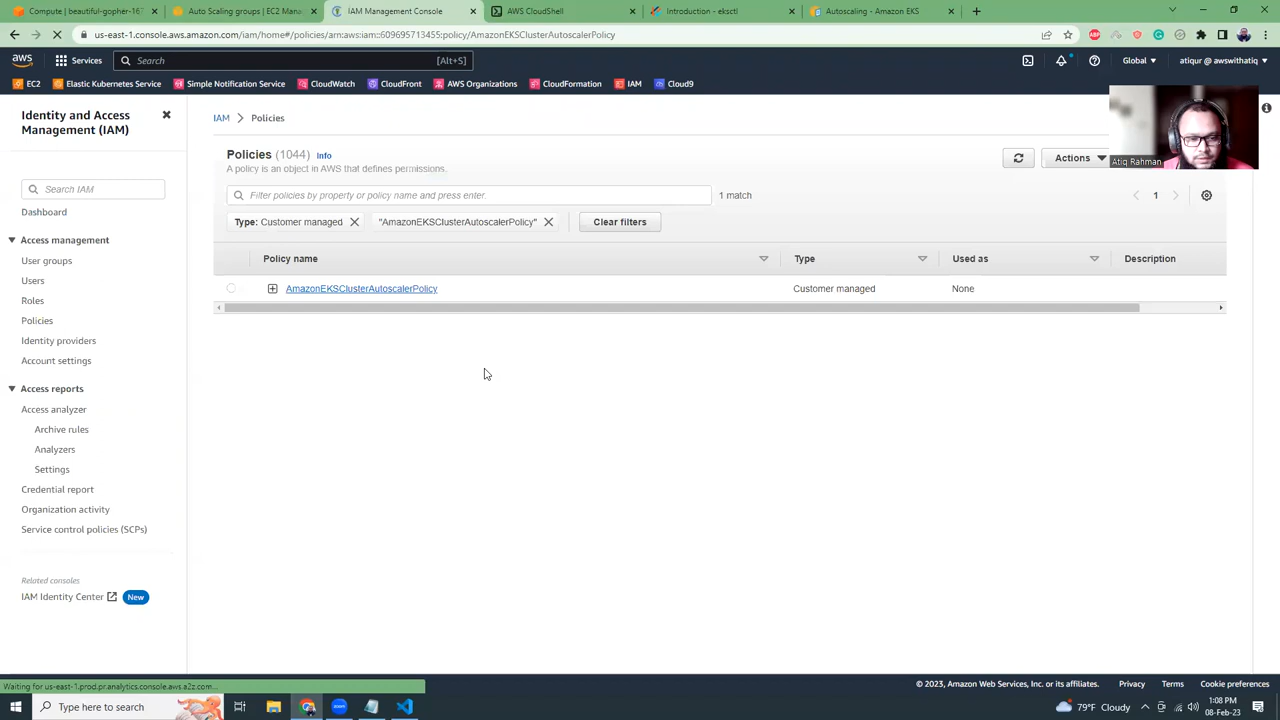 Compute | beautiful-gopher-167
Auto Scaling groups | EC2 Mana
IAM Management Console
AWS CloudShell
Introduction - eksctl
Autoscaling - Amazon EKS
us-east-1.console.aws.amazon.com/iam/home#/policies/arn:aws:iam::609695713455:policy/AmazonEKSClusterAutoscalerPolicy
aws
Services
Search
[Alt+S]
Global
atiqur @ awswithatiq
EC2
Elastic Kubernetes Service
Simple Notification Service
CloudWatch
CloudFront
AWS Organizations
CloudFormation
IAM
Cloud9
Identity and Access
Management (IAM)
Search IAM
Dashboard
Access management
User groups
Users
Roles
Policies
Identity providers
Account settings
Access reports
Access analyzer
Archive rules
Analyzers
Settings
Credential report
Organization activity
Service control policies (SCPs)
Related consoles
IAM Identity Center
New
IAM > Policies
Policies (1044) Info
A policy is an object in AWS that defines permissions.
Actions
Atiq Rahman
Filter policies by property or policy name and press enter.
1 match
1
Type: Customer managed
"AmazonEKSClusterAutoscalerPolicy"
Clear filters
Policy name
Type
Used as
Description
AmazonEKSClusterAutoscalerPolicy
Customer managed
None
Waiting for us-east-1.prod.pr.analytics.console.aws.a2z.com...
© 2023, Amazon Web Services, Inc. or its affiliates.
Privacy
Terms
Cookie preferences
Type here to search
79°F Cloudy
1:08 PM
08-Feb-23